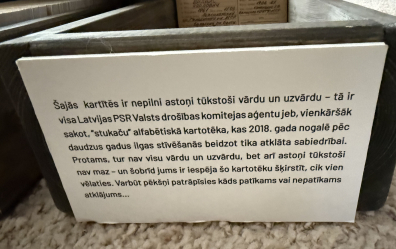 Šajās kartītēs ir nepilni astoņi tūkstoši vārdu un uzvārdu – tā ir
visa Latvijas PSR Valsts drošības komitejas aģentu jeb, vienkāršāk
sakot, "stukaču" alfabētiskā kartotēka, kas 2018. gada nogalē pēc
daudzus gadus ilgas stīvēšanās beidzot tika atklāta sabiedrībai.
Protams, tur nav visu vārdu un uzvārdu, bet arī astoņi tūkstoši
nav maz – un šobrīd jums ir iespēja šo kartotēku šķirstīt, cik vien
vēlaties. Varbūt pēkšņi patrāpīsies kāds patīkams vai nepatīkams
atklājums...